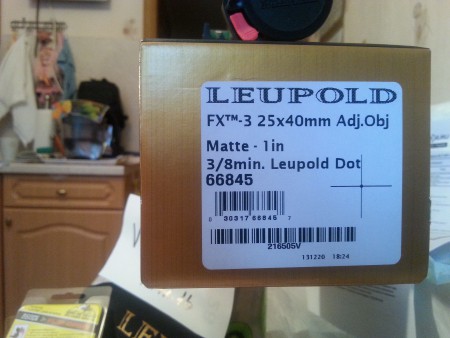 LEUPOLD
FX™-3 25x40mm Adj.Obj
Matte - 1in
3/8min. Leupold Dot
66845
0 30317 66845 7
216505V
131220 18:24
LE